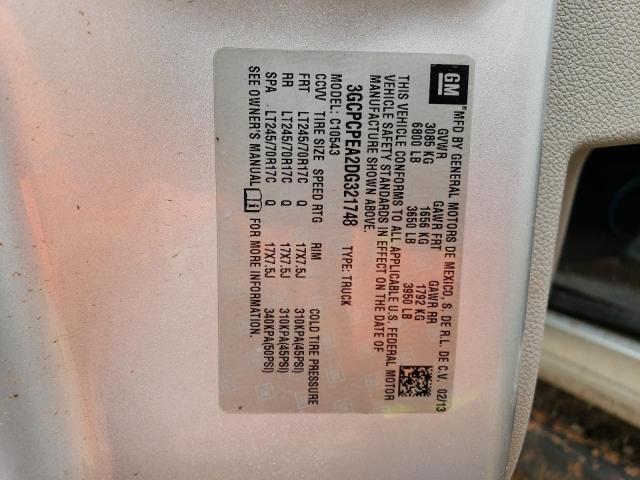 GM MFD BY GENERAL MOTORS DE MEXICO, S. DE R.L. DE C.V. 02/13
GVWR GAWR FRT GAWR RR
3085 KG 1656 KG 1792 KG
6800 LB 3650 LB 3950 LB
THIS VEHICLE CONFORMS TO ALL APPLICABLE U.S. FEDERAL MOTOR
VEHICLE SAFETY STANDARDS IN EFFECT ON THE DATE OF
MANUFACTURE SHOWN ABOVE.
3GCPCPEA2DG321748 TYPE: TRUCK
MODEL: C10543
CCVV TIRE SIZE SPEED RTG RIM COLD TIRE PRESSURE
FRT LT245/70R17C Q 17X7.5J 310KPA(45PSI)
RR LT245/70R17C Q 17X7.5J 310KPA(45PSI)
SPA LT245/70R17C Q 17X7.5J 340KPA(50PSI)
SEE OWNER'S MANUAL FOR MORE INFORMATION.